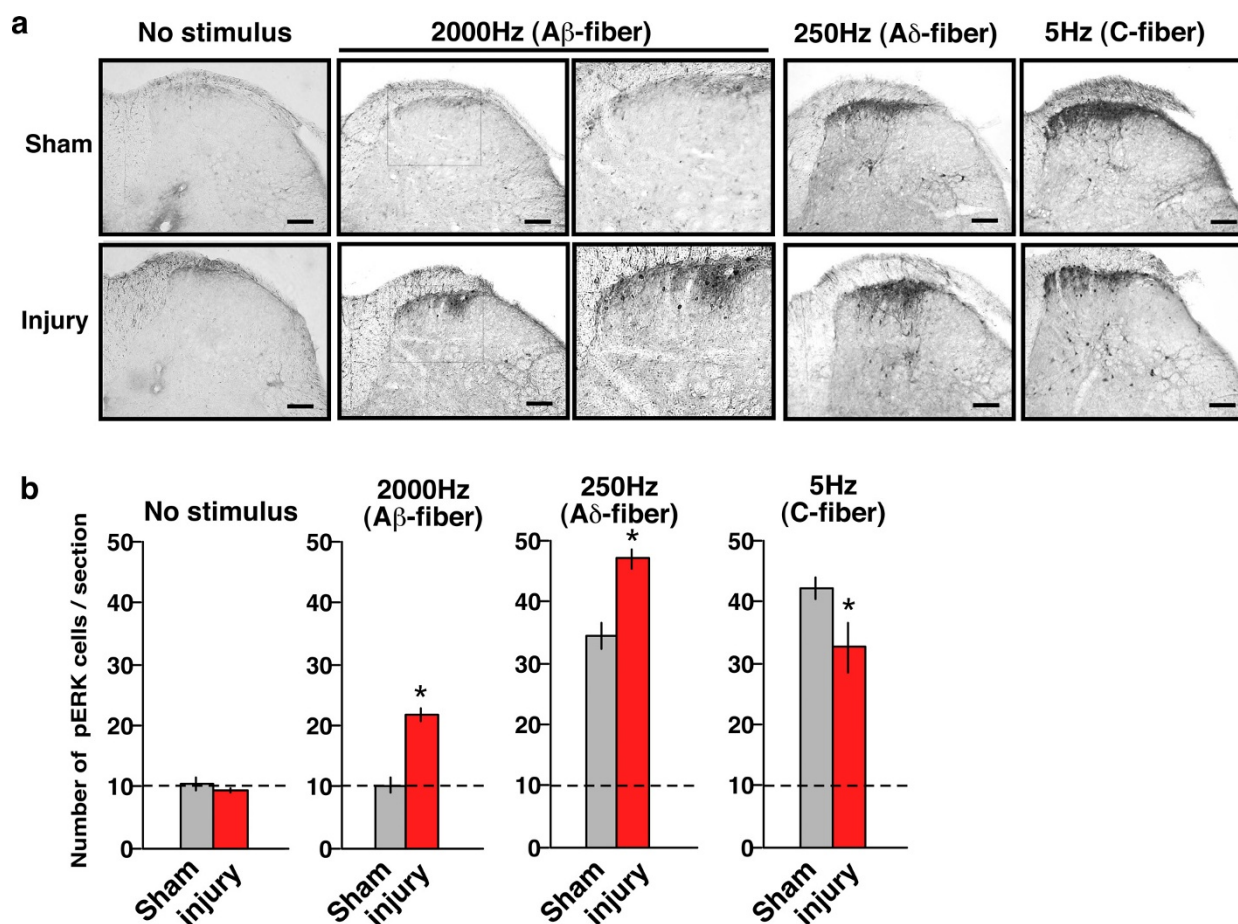 a
No stimulus
2000Hz (Aβ-fiber)
250Hz (Aδ-fiber)
5Hz (C-fiber)
Sham
Injury
b
Number of pERK cells / section
No stimulus
50
40
30
20
10
0
Sham
injury
2000Hz
(Aβ-fiber)
50
40
30
20
10
0
*
Sham
injury
250Hz
(Aδ-fiber)
50
40
30
20
10
0
*
Sham
injury
5Hz
(C-fiber)
50
40
30
20
10
0
*
Sham
injury